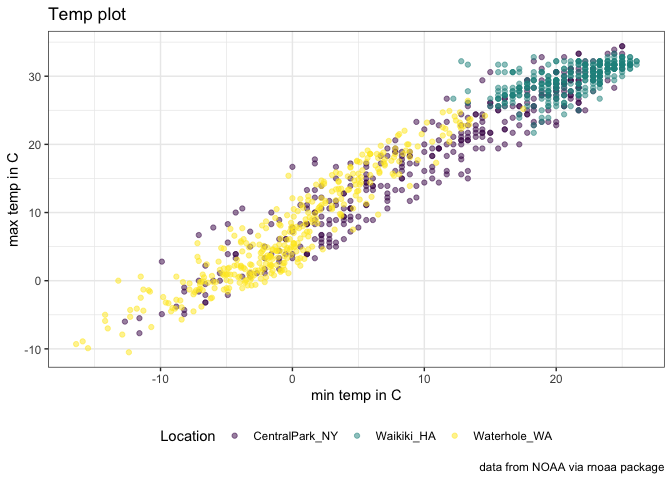 Temp plot
max temp in C
30
20
10
0
-10
-10 0 10 20
min temp in C
Location CentralPark_NY Waikiki_HA Waterhole_WA
data from NOAA via rnoaa package